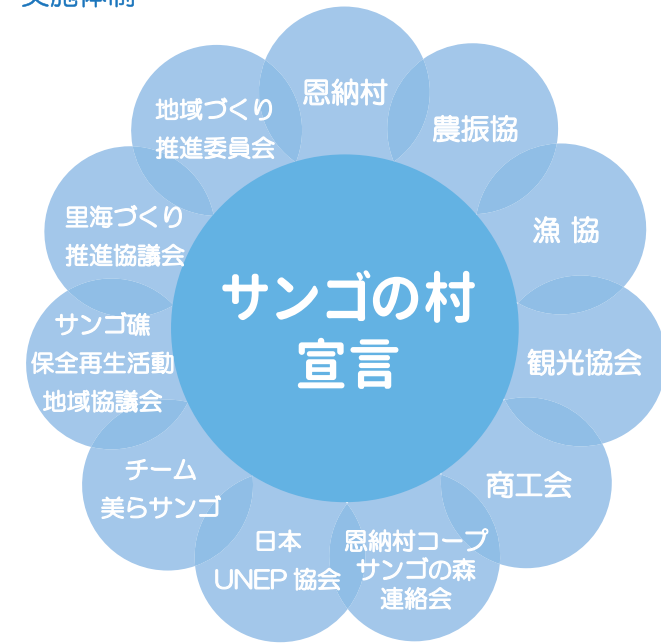 実施体制
サンゴの村
宣言
恩納村
農振協
漁 協
観光協会
商工会
恩納村コープ
サンゴの森
連絡会
日本
UNEP 協会
チーム
美らサンゴ
サンゴ礁
保全再生活動
地域協議会
里海づくり
推進協議会
地域づくり
推進委員会